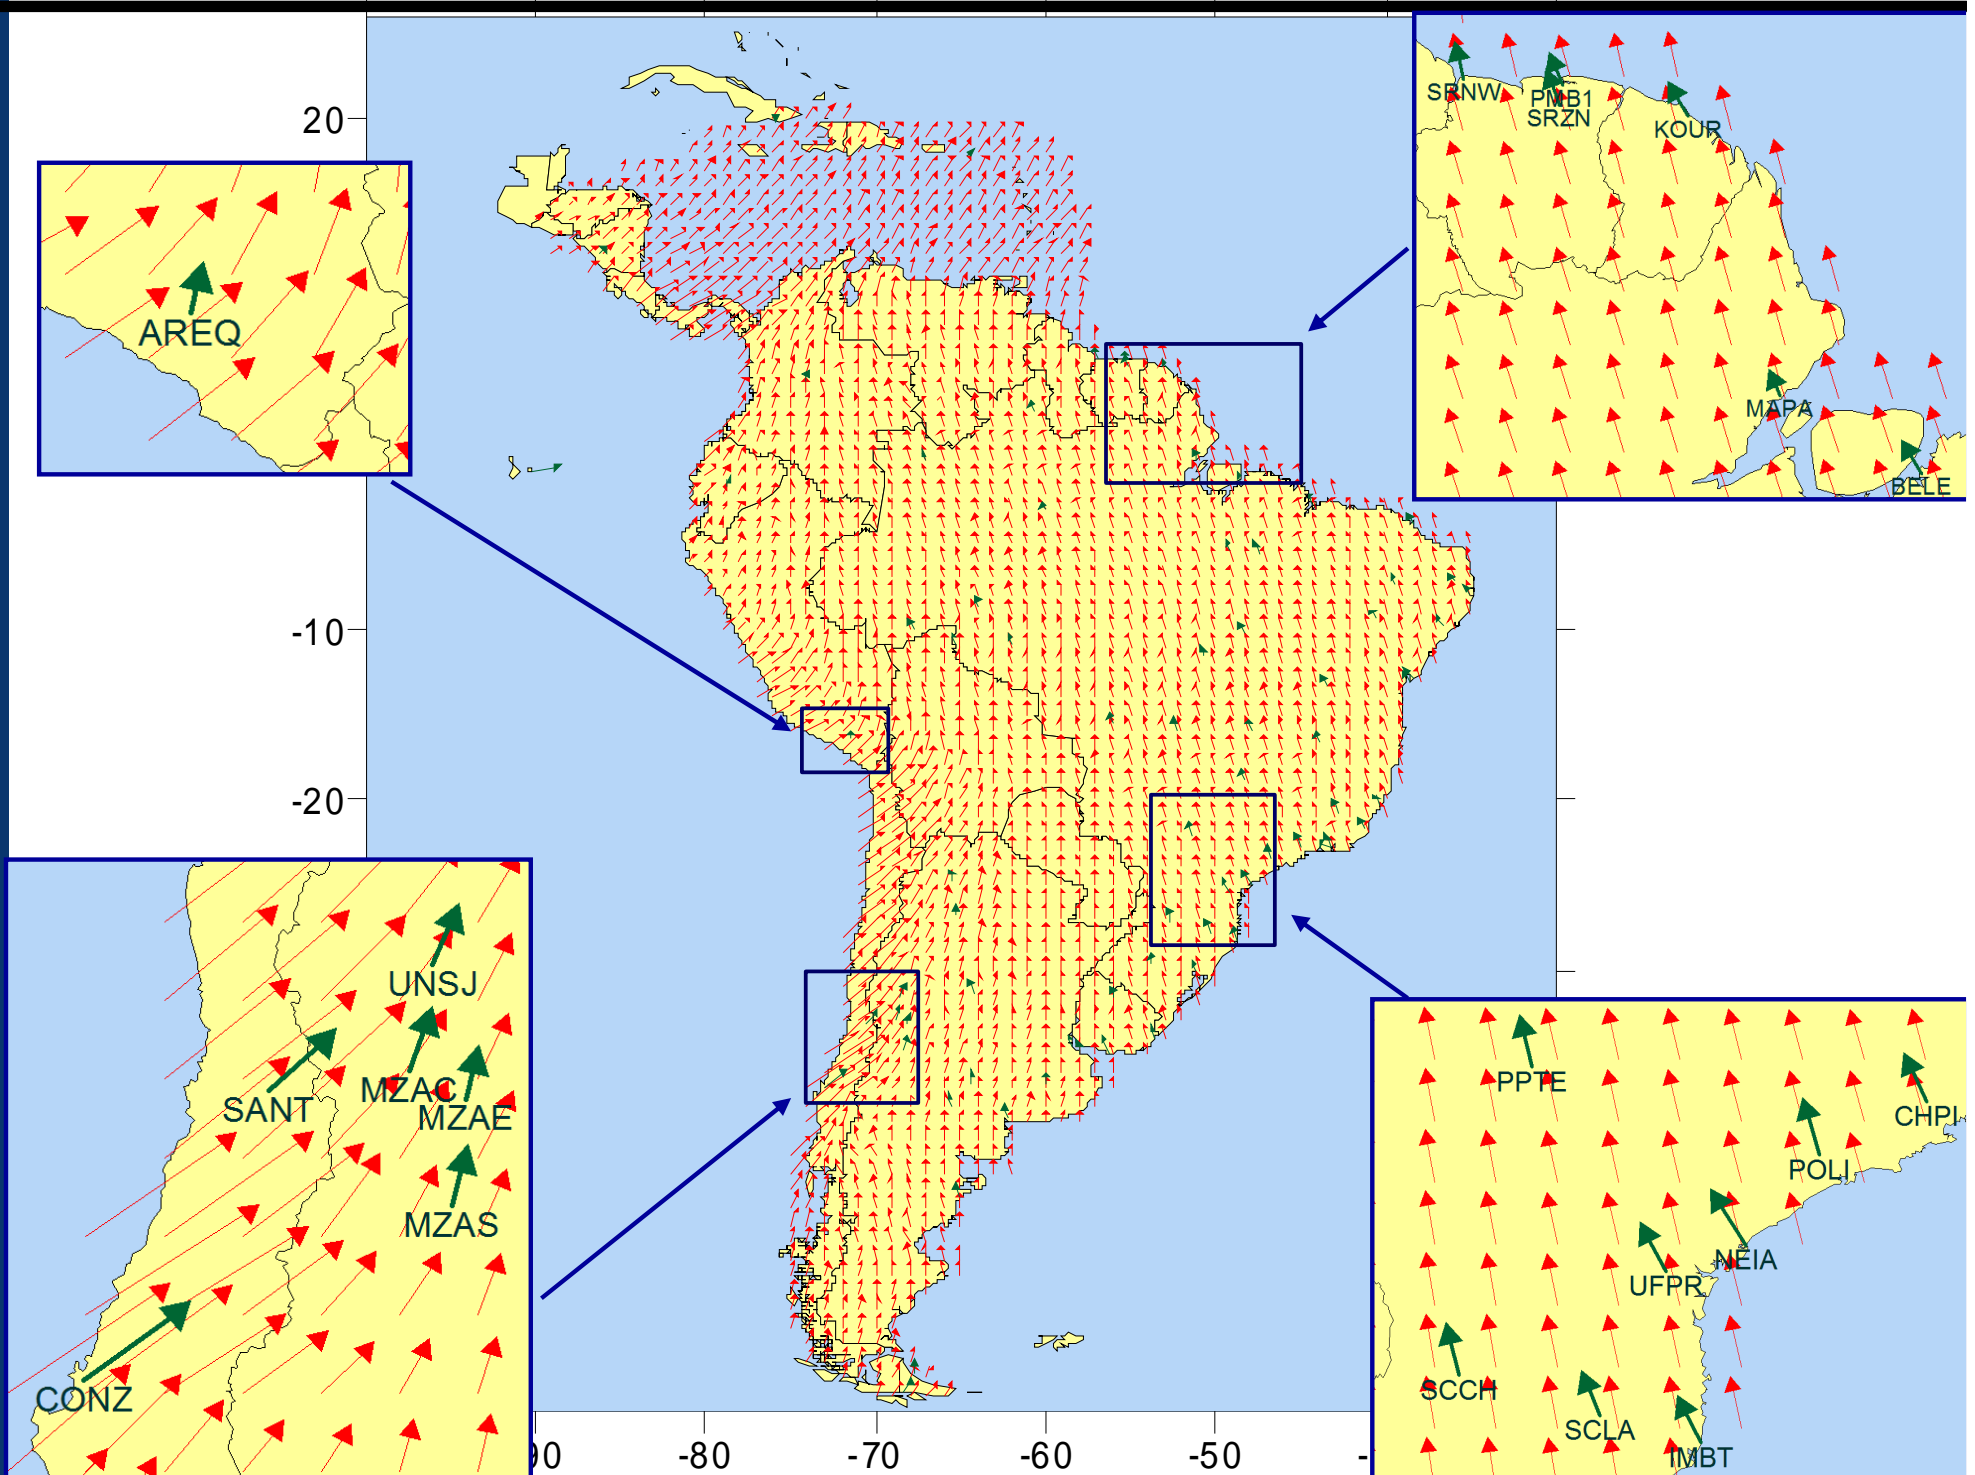 20
-10
-20
90
-80
-70
-60
-50
-
AREQ
SRNW
PMB1
SRZN
KOUR
MAPA
BELE
UNSJ
MZAC
SANT
MZAE
MZAS
CONZ
PPTE
CHPI
POLI
NEIA
UFPR
SCCH
SCLA
IMBT